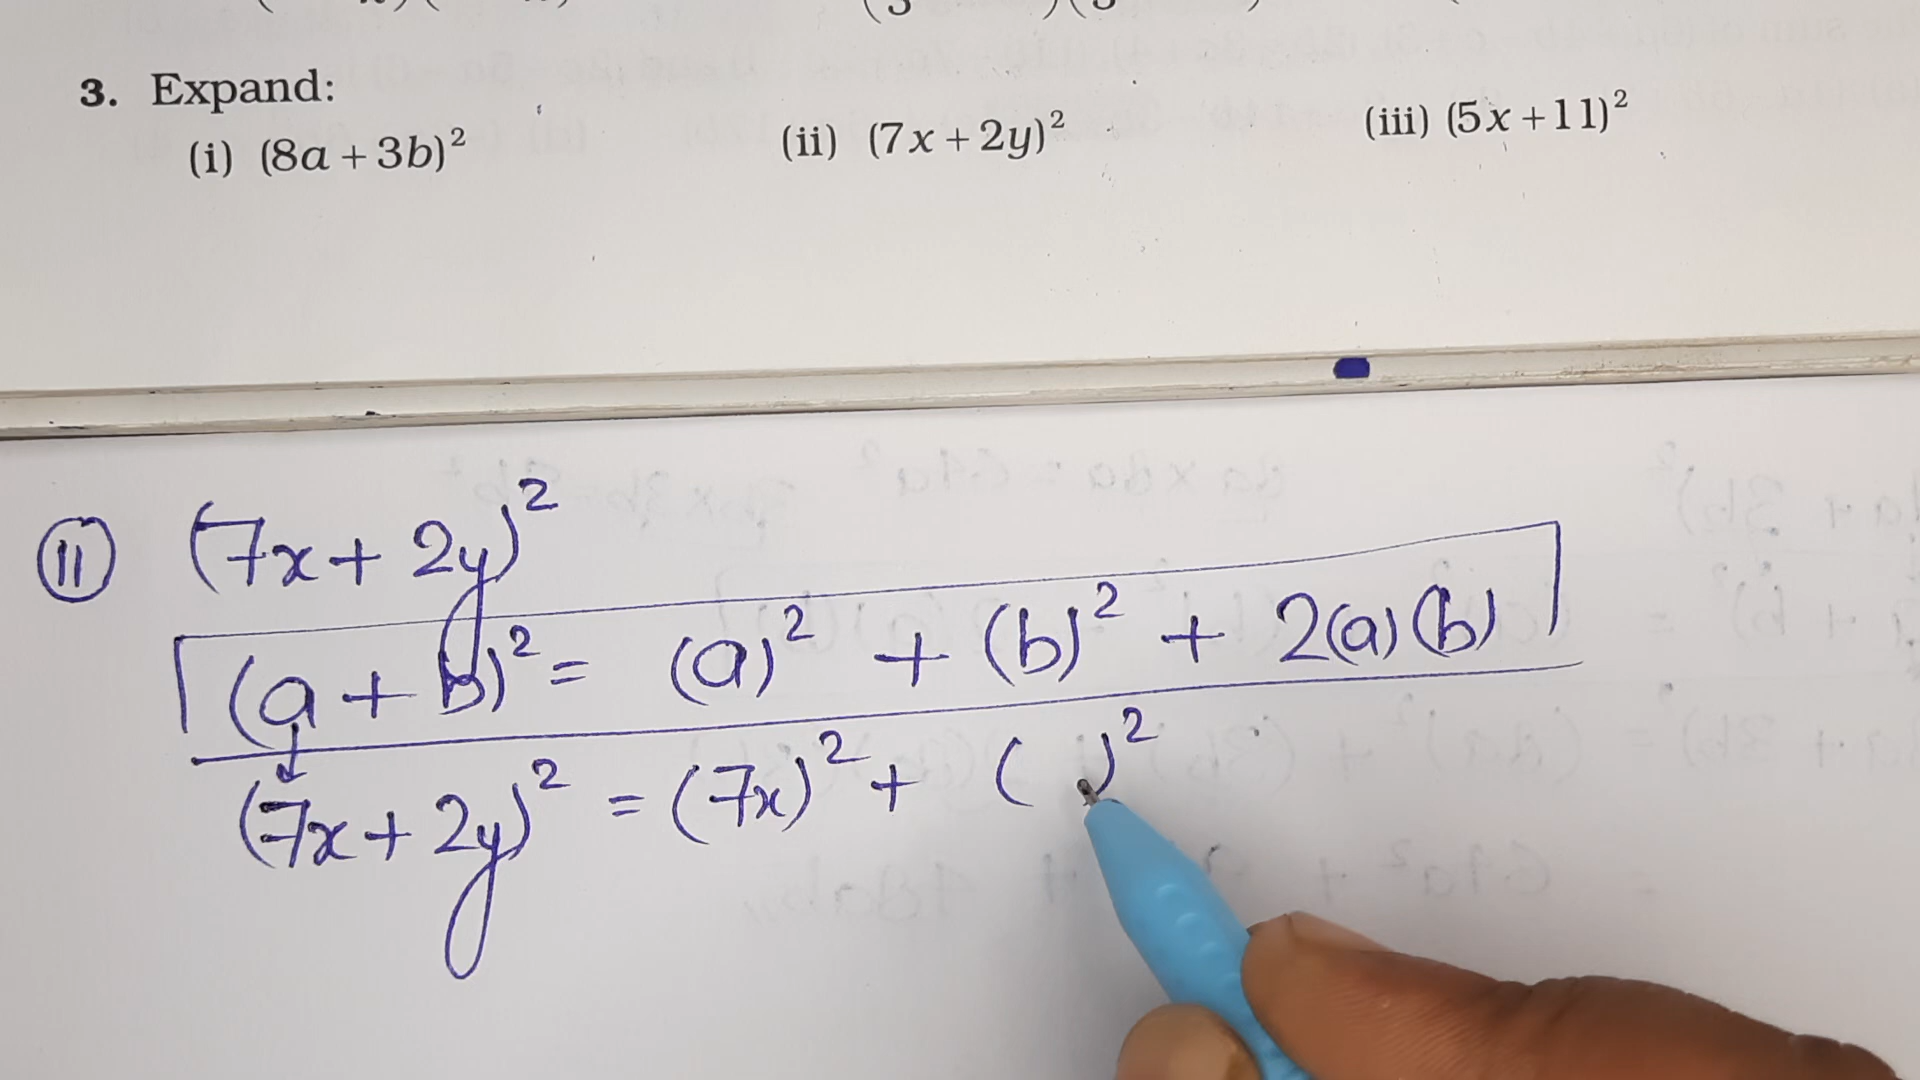 3. Expand:
(i) (8a + 3b)² (ii) (7x + 2y)² (iii) (5x + 11)²
(ii) (7x + 2y)²
(a + b)² = (a)² + (b)² + 2(a)(b)
(7x + 2y)² = (7x)² + ( )²